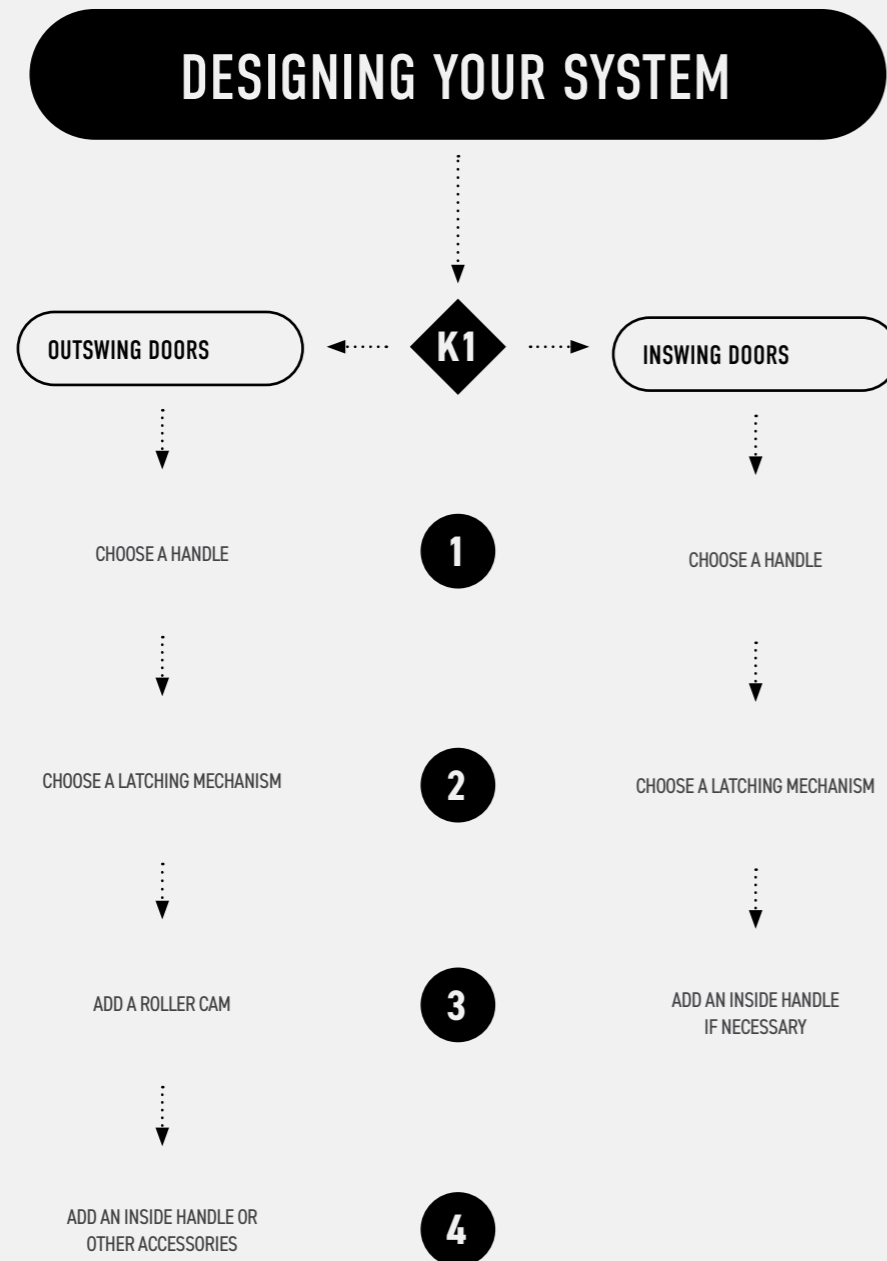 DESIGNING YOUR SYSTEM
K1
OUTSWING DOORS
INSWING DOORS
CHOOSE A HANDLE
1
CHOOSE A HANDLE
CHOOSE A LATCHING MECHANISM
2
CHOOSE A LATCHING MECHANISM
ADD A ROLLER CAM
3
ADD AN INSIDE HANDLE
IF NECESSARY
ADD AN INSIDE HANDLE OR
OTHER ACCESSORIES
4